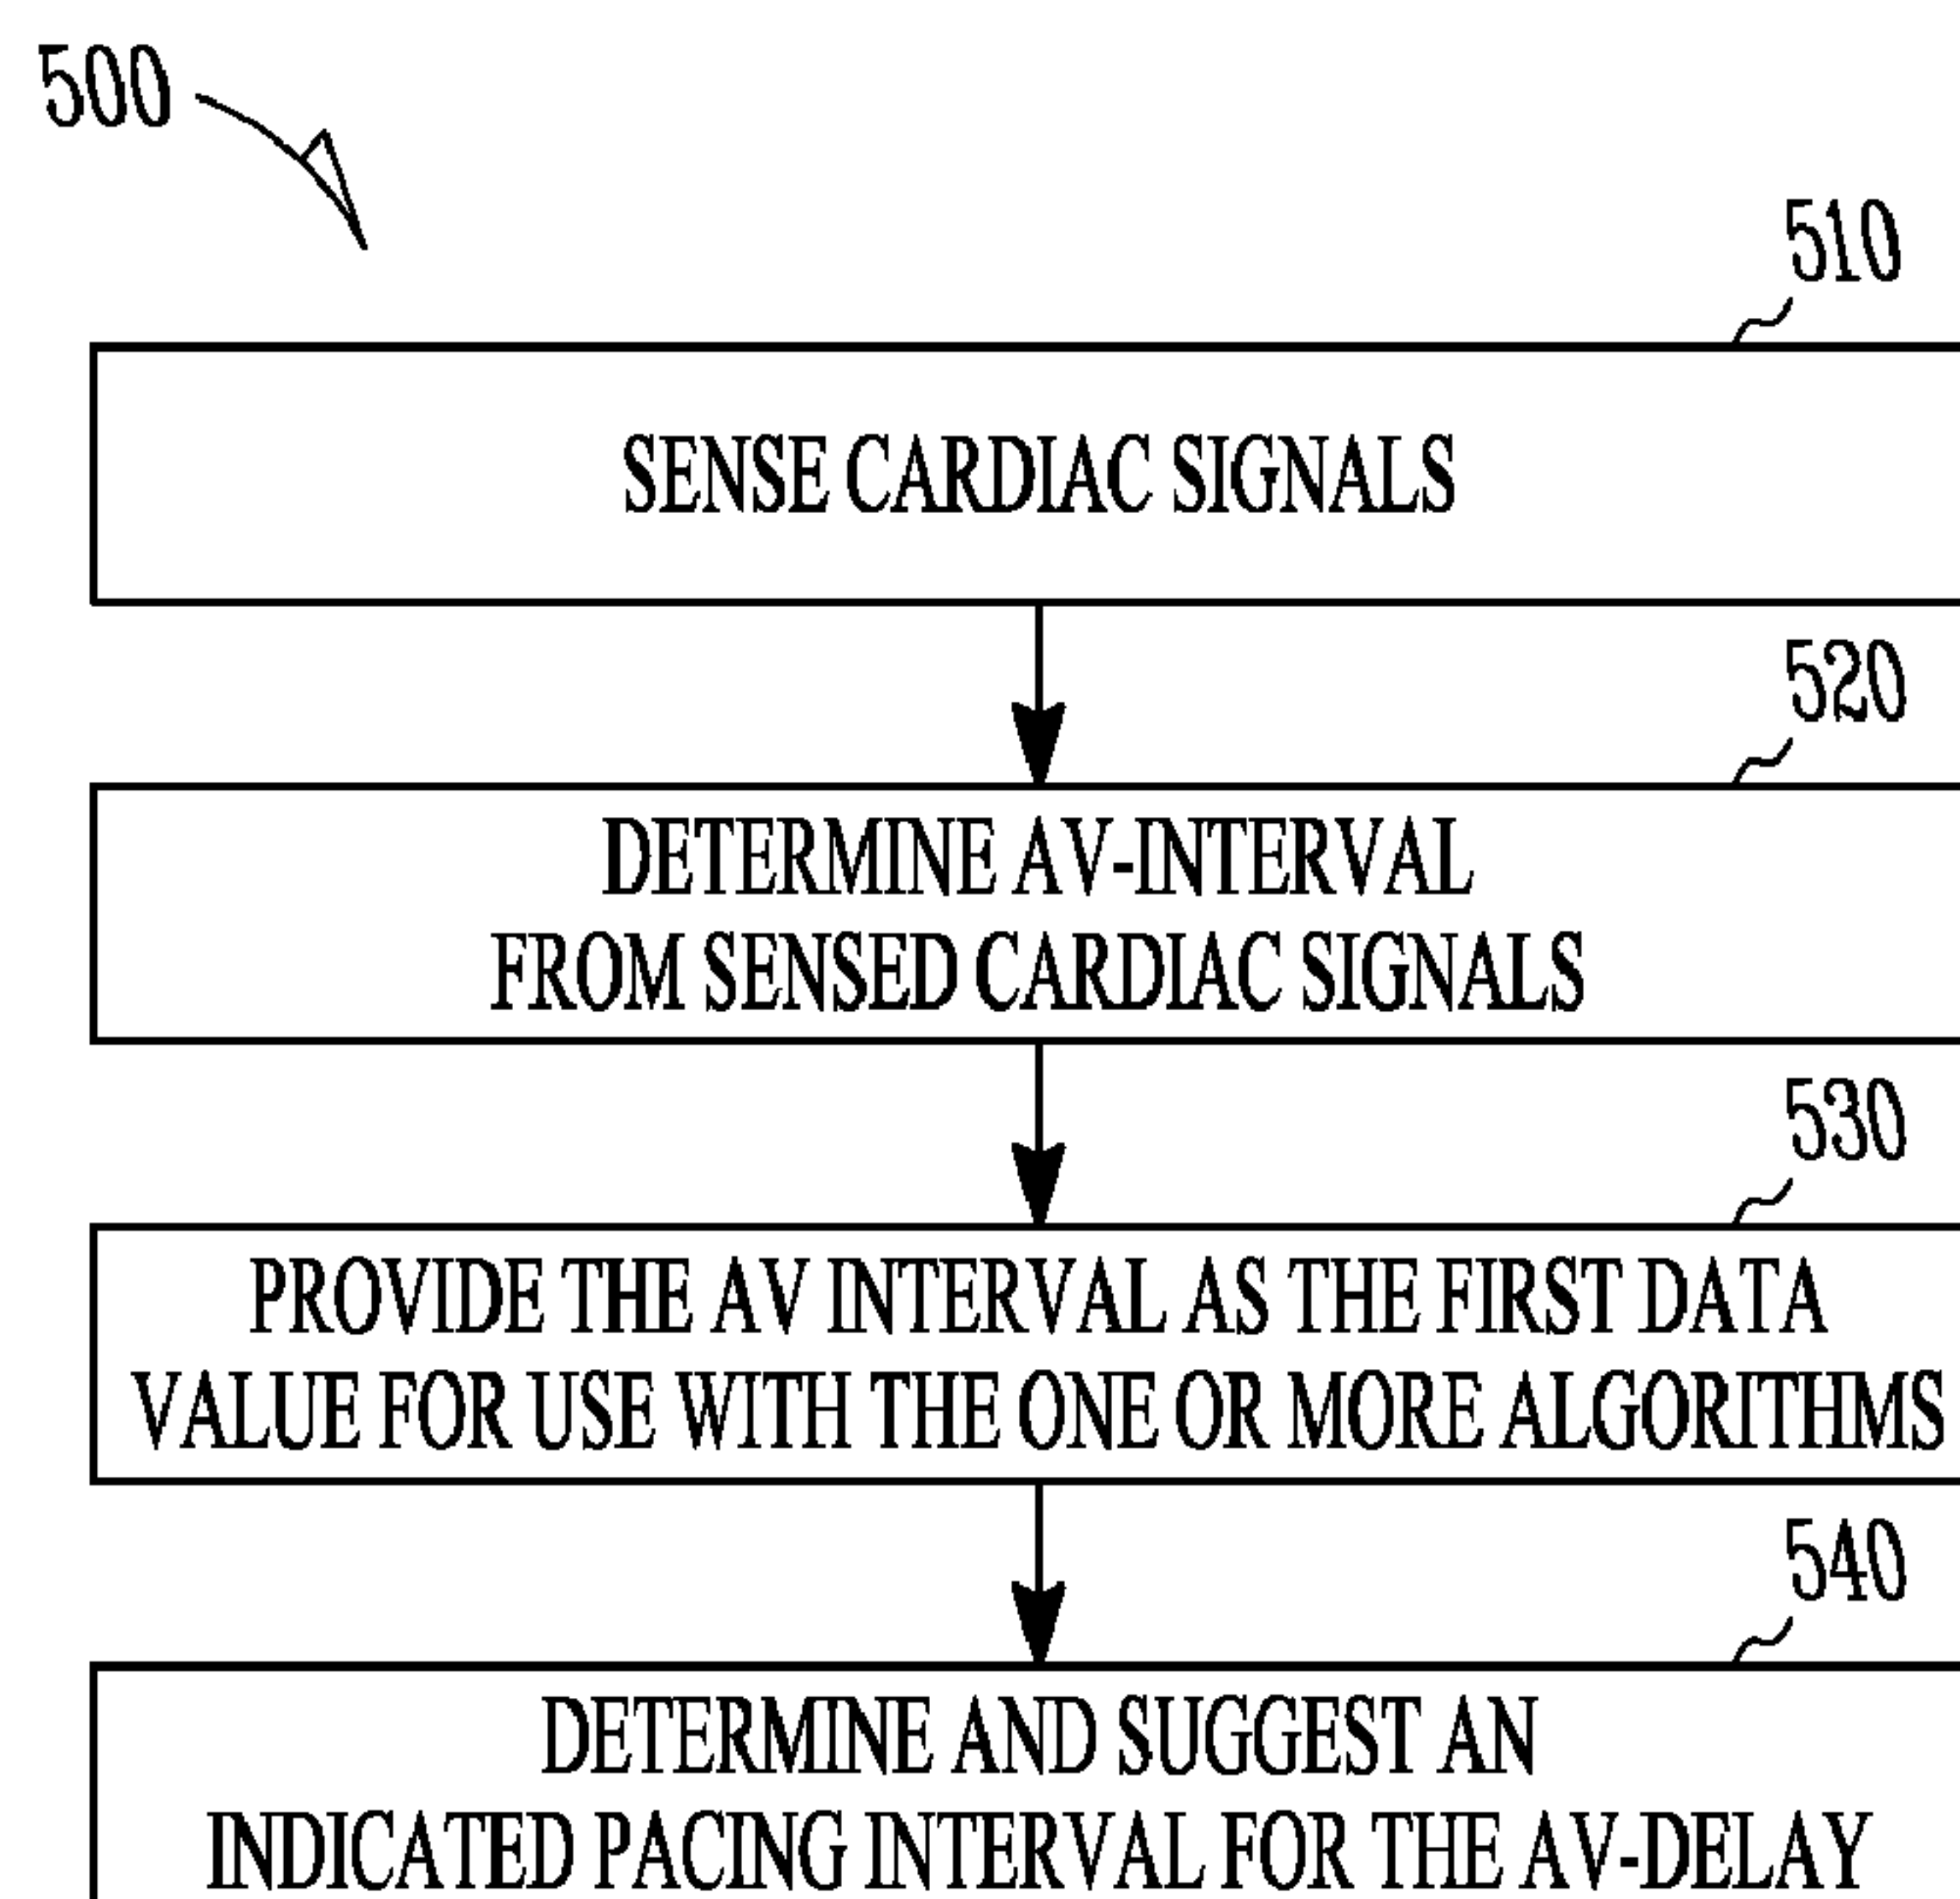 500
510
SENSE CARDIAC SIGNALS
520
DETERMINE AV-INTERVAL
FROM SENSED CARDIAC SIGNALS
530
PROVIDE THE AV INTERVAL AS THE FIRST DATA
VALUE FOR USE WITH THE ONE OR MORE ALGORITHMS
540
DETERMINE AND SUGGEST AN
INDICATED PACING INTERVAL FOR THE AV-DELAY